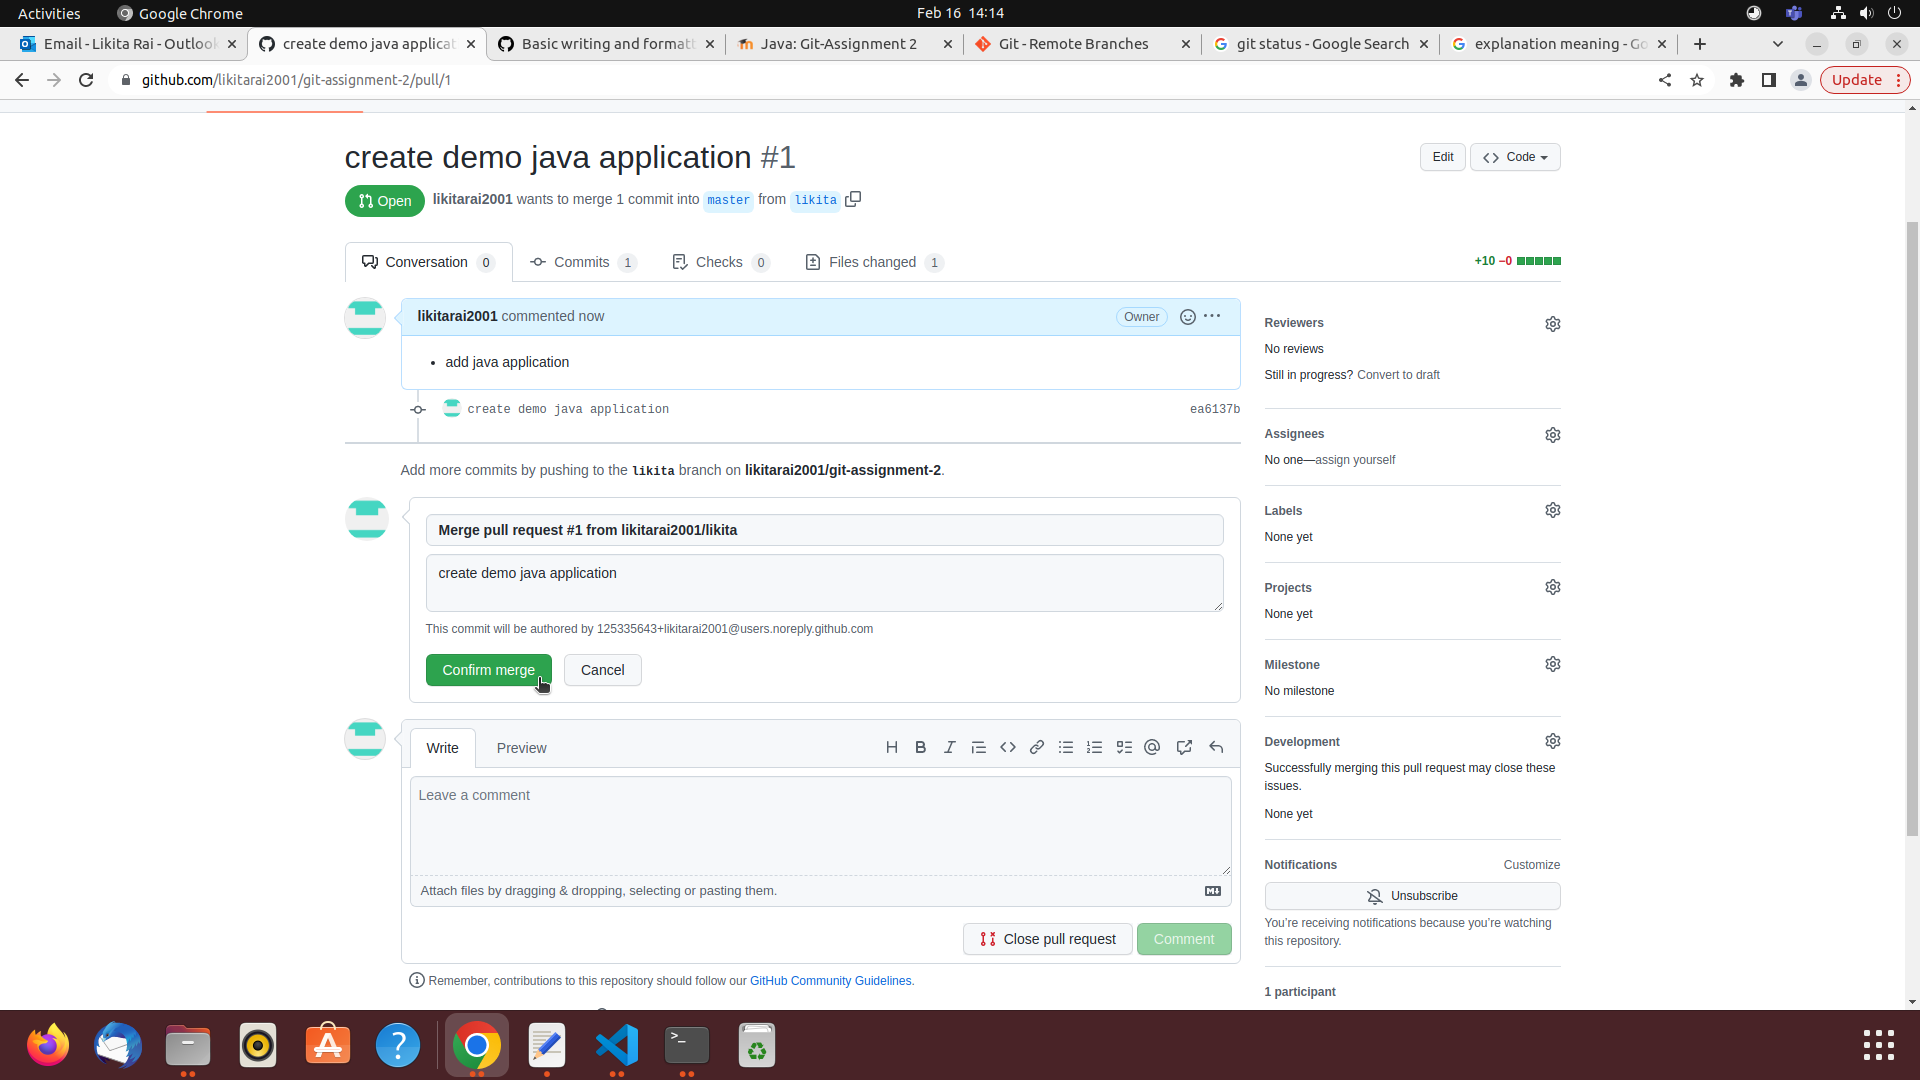 Activities
Google Chrome
Feb 16 14:14
Email - Likita Rai - Outlook
create demo java applicat
Basic writing and formatt
Java: Git-Assignment 2
Git - Remote Branches
git status - Google Search
explanation meaning - Go
github.com/likitarai2001/git-assignment-2/pull/1
Update
create demo java application #1
Edit
<> Code
Open
likitarai2001 wants to merge 1 commit into master from likita
Conversation 0
Commits 1
Checks 0
Files changed 1
+10 −0
likitarai2001 commented now
Owner
• add java application
create demo java application
ea6137b
Add more commits by pushing to the likita branch on likitarai2001/git-assignment-2.
Merge pull request #1 from likitarai2001/likita
create demo java application
This commit will be authored by 125335643+likitarai2001@users.noreply.github.com
Confirm merge
Cancel
Write
Preview
Leave a comment
Attach files by dragging & dropping, selecting or pasting them.
Close pull request
Comment
Remember, contributions to this repository should follow our GitHub Community Guidelines.
Reviewers
No reviews
Still in progress? Convert to draft
Assignees
No one—assign yourself
Labels
None yet
Projects
None yet
Milestone
No milestone
Development
Successfully merging this pull request may close these
issues.
None yet
Notifications
Customize
Unsubscribe
You're receiving notifications because you're watching
this repository.
1 participant